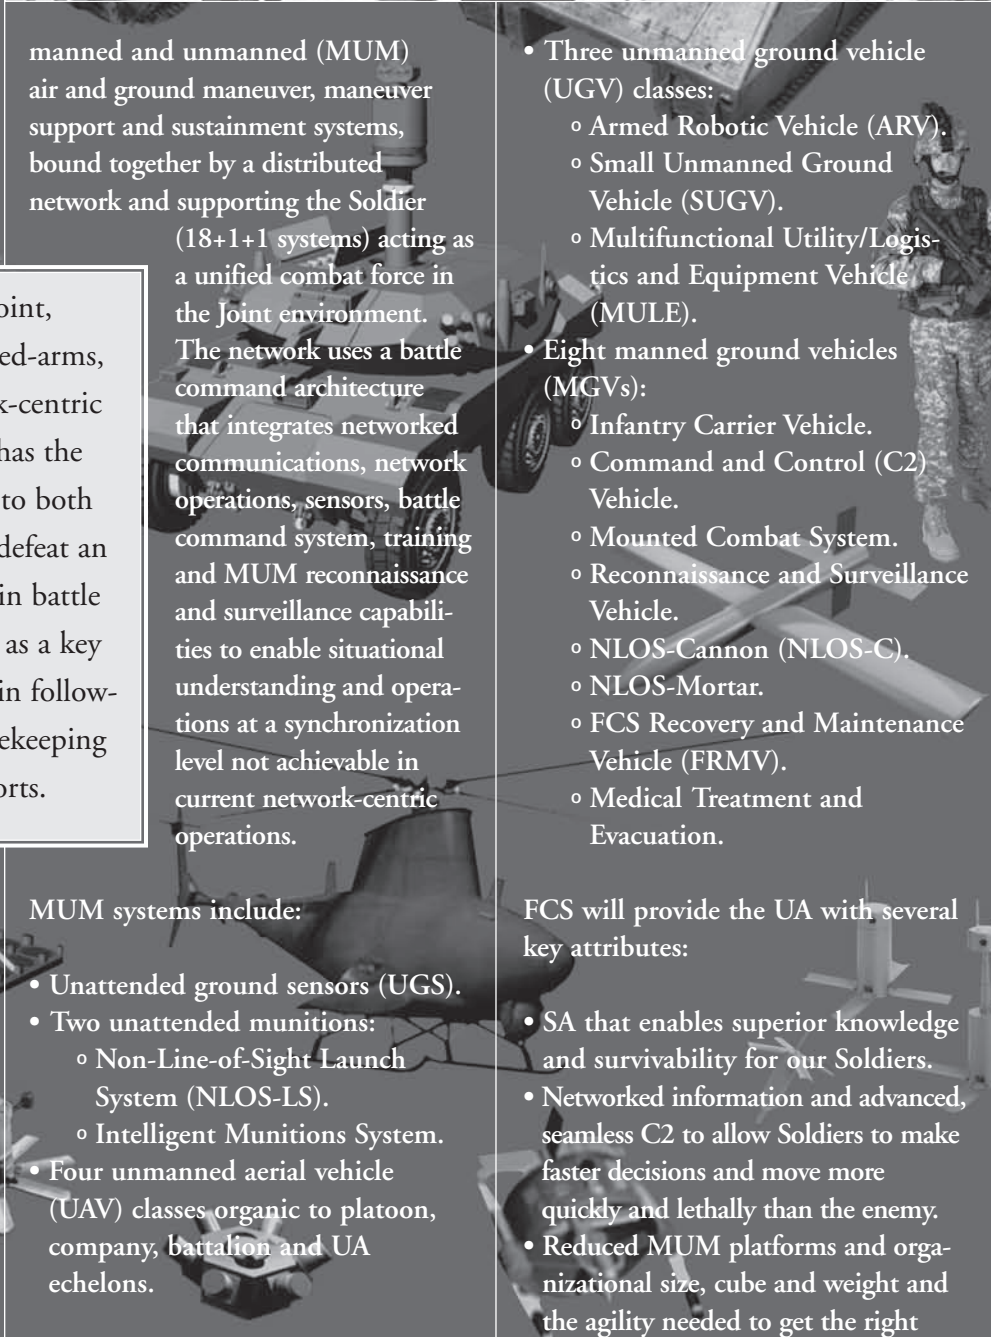 manned and unmanned (MUM)
air and ground maneuver, maneuver
support and sustainment systems,
bound together by a distributed
network and supporting the Soldier
(18+1+1 systems) acting as
a unified combat force in
the Joint environment.
The network uses a battle
command architecture
that integrates networked
communications, network
operations, sensors, battle
command system, training
and MUM reconnaissance
and surveillance capabili-
ties to enable situational
understanding and opera-
tions at a synchronization
level not achievable in
current network-centric
operations.
oint,
ed-arms,
k-centric
has the
to both
defeat an
in battle
as a key
in follow-
ekeeping
orts.
MUM systems include:
• Unattended ground sensors (UGS).
• Two unattended munitions:
o Non-Line-of-Sight Launch
System (NLOS-LS).
o Intelligent Munitions System.
• Four unmanned aerial vehicle
(UAV) classes organic to platoon,
company, battalion and UA
echelons.
• Three unmanned ground vehicle
(UGV) classes:
o Armed Robotic Vehicle (ARV).
o Small Unmanned Ground
Vehicle (SUGV).
o Multifunctional Utility/Logis-
tics and Equipment Vehicle
(MULE).
• Eight manned ground vehicles
(MGVs):
o Infantry Carrier Vehicle.
o Command and Control (C2)
Vehicle.
o Mounted Combat System.
o Reconnaissance and Surveillance
Vehicle.
o NLOS-Cannon (NLOS-C).
o NLOS-Mortar.
o FCS Recovery and Maintenance
Vehicle (FRMV).
o Medical Treatment and
Evacuation.
FCS will provide the UA with several
key attributes:
• SA that enables superior knowledge
and survivability for our Soldiers.
• Networked information and advanced,
seamless C2 to allow Soldiers to make
faster decisions and move more
quickly and lethally than the enemy.
• Reduced MUM platforms and orga-
nizational size, cube and weight and
the agility needed to get the right